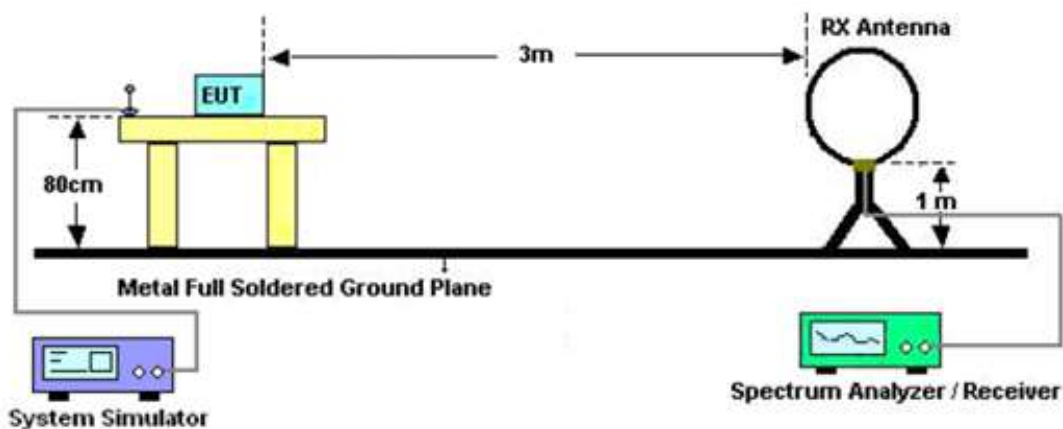 RX Antenna
3m
EUT
80cm
1 m
Metal Full Soldered Ground Plane
System Simulator
Spectrum Analyzer / Receiver